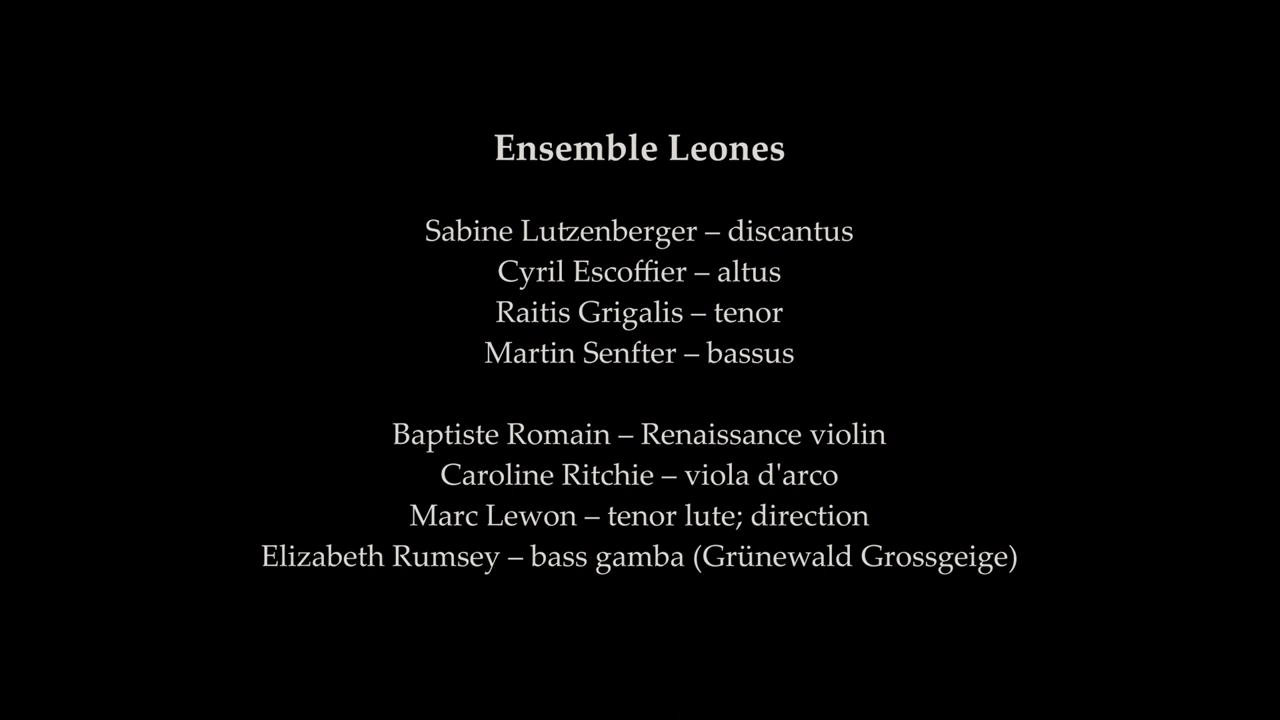 Ensemble Leones
Sabine Lutzenberger – discantus
Cyril Escoffier – altus
Raitis Grigalis – tenor
Martin Senfter – bassus
Baptiste Romain – Renaissance violin
Caroline Ritchie – viola d'arco
Marc Lewon – tenor lute; direction
Elizabeth Rumsey – bass gamba (Grünewald Grossgeige)